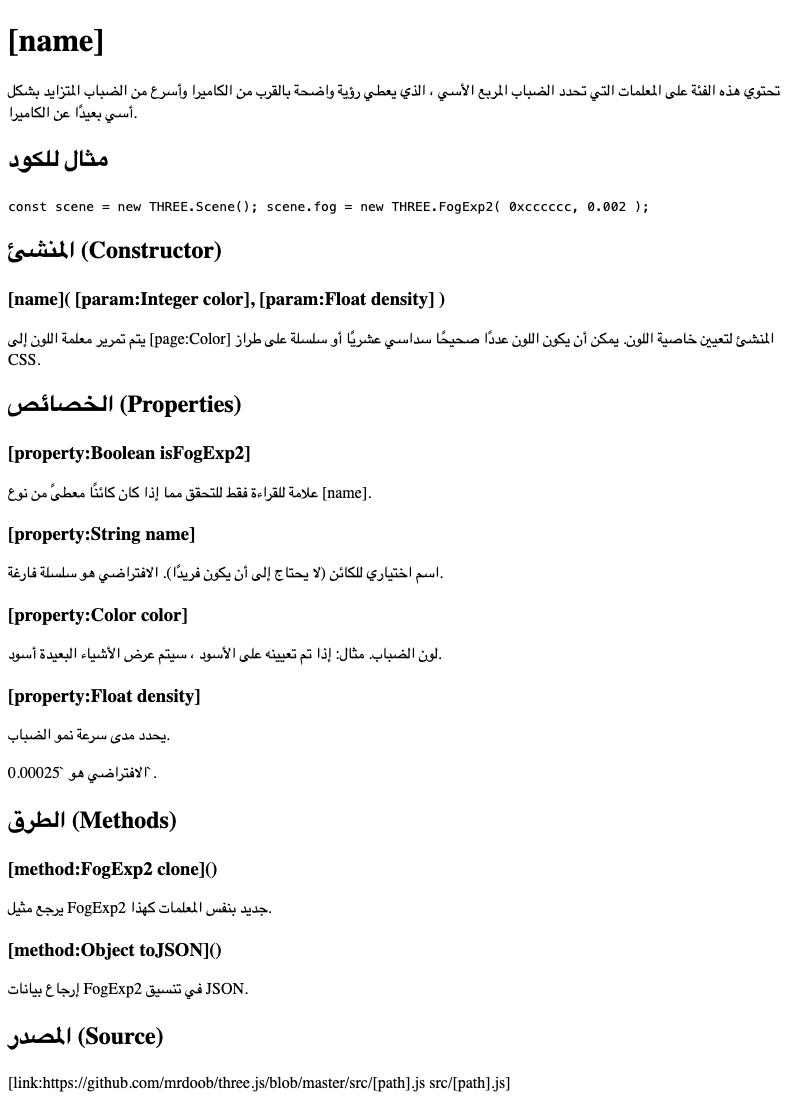 [name]
تحتوي هذه الفئة على المعلمات التي تحدد الضباب المربع الأسي ، الذي يعطي رؤية واضحة بالقرب من الكاميرا وأسرع من الضباب المتزايد بشكل
أسي بعيدًا عن الكاميرا.
مثال للكود
const scene = new THREE.Scene(); scene.fog = new THREE.FogExp2( 0xcccccc, 0.002 );
المنشئ (Constructor)
[name]( [param:Integer color], [param:Float density] )
يتم تمرير معلمة اللون إلى [page:Color] المنشئ لتعيين خاصية اللون. يمكن أن يكون اللون عددًا صحيحًا سداسي عشريًا أو سلسلة على طراز
CSS.
الخصائص (Properties)
[property:Boolean isFogExp2]
علامة للقراءة فقط للتحقق مما إذا كان كائنًا معطىً من نوع [name].
[property:String name]
اسم اختياري للكائن (لا يحتاج إلى أن يكون فريدًا). الافتراضي هو سلسلة فارغة.
[property:Color color]
لون الضباب. مثال: إذا تم تعيينه على الأسود ، سيتم عرض الأشياء البعيدة أسود.
[property:Float density]
يحدد مدى سرعة نمو الضباب.
الافتراضي هو `0.00025`.
الطرق (Methods)
[method:FogExp2 clone]()
يرجع مثيل FogExp2 جديد بنفس المعلمات كهذا.
[method:Object toJSON]()
إرجاع بيانات FogExp2 في تنسيق JSON.
المصدر (Source)
[link:https://github.com/mrdoob/three.js/blob/master/src/[path].js src/[path].js]